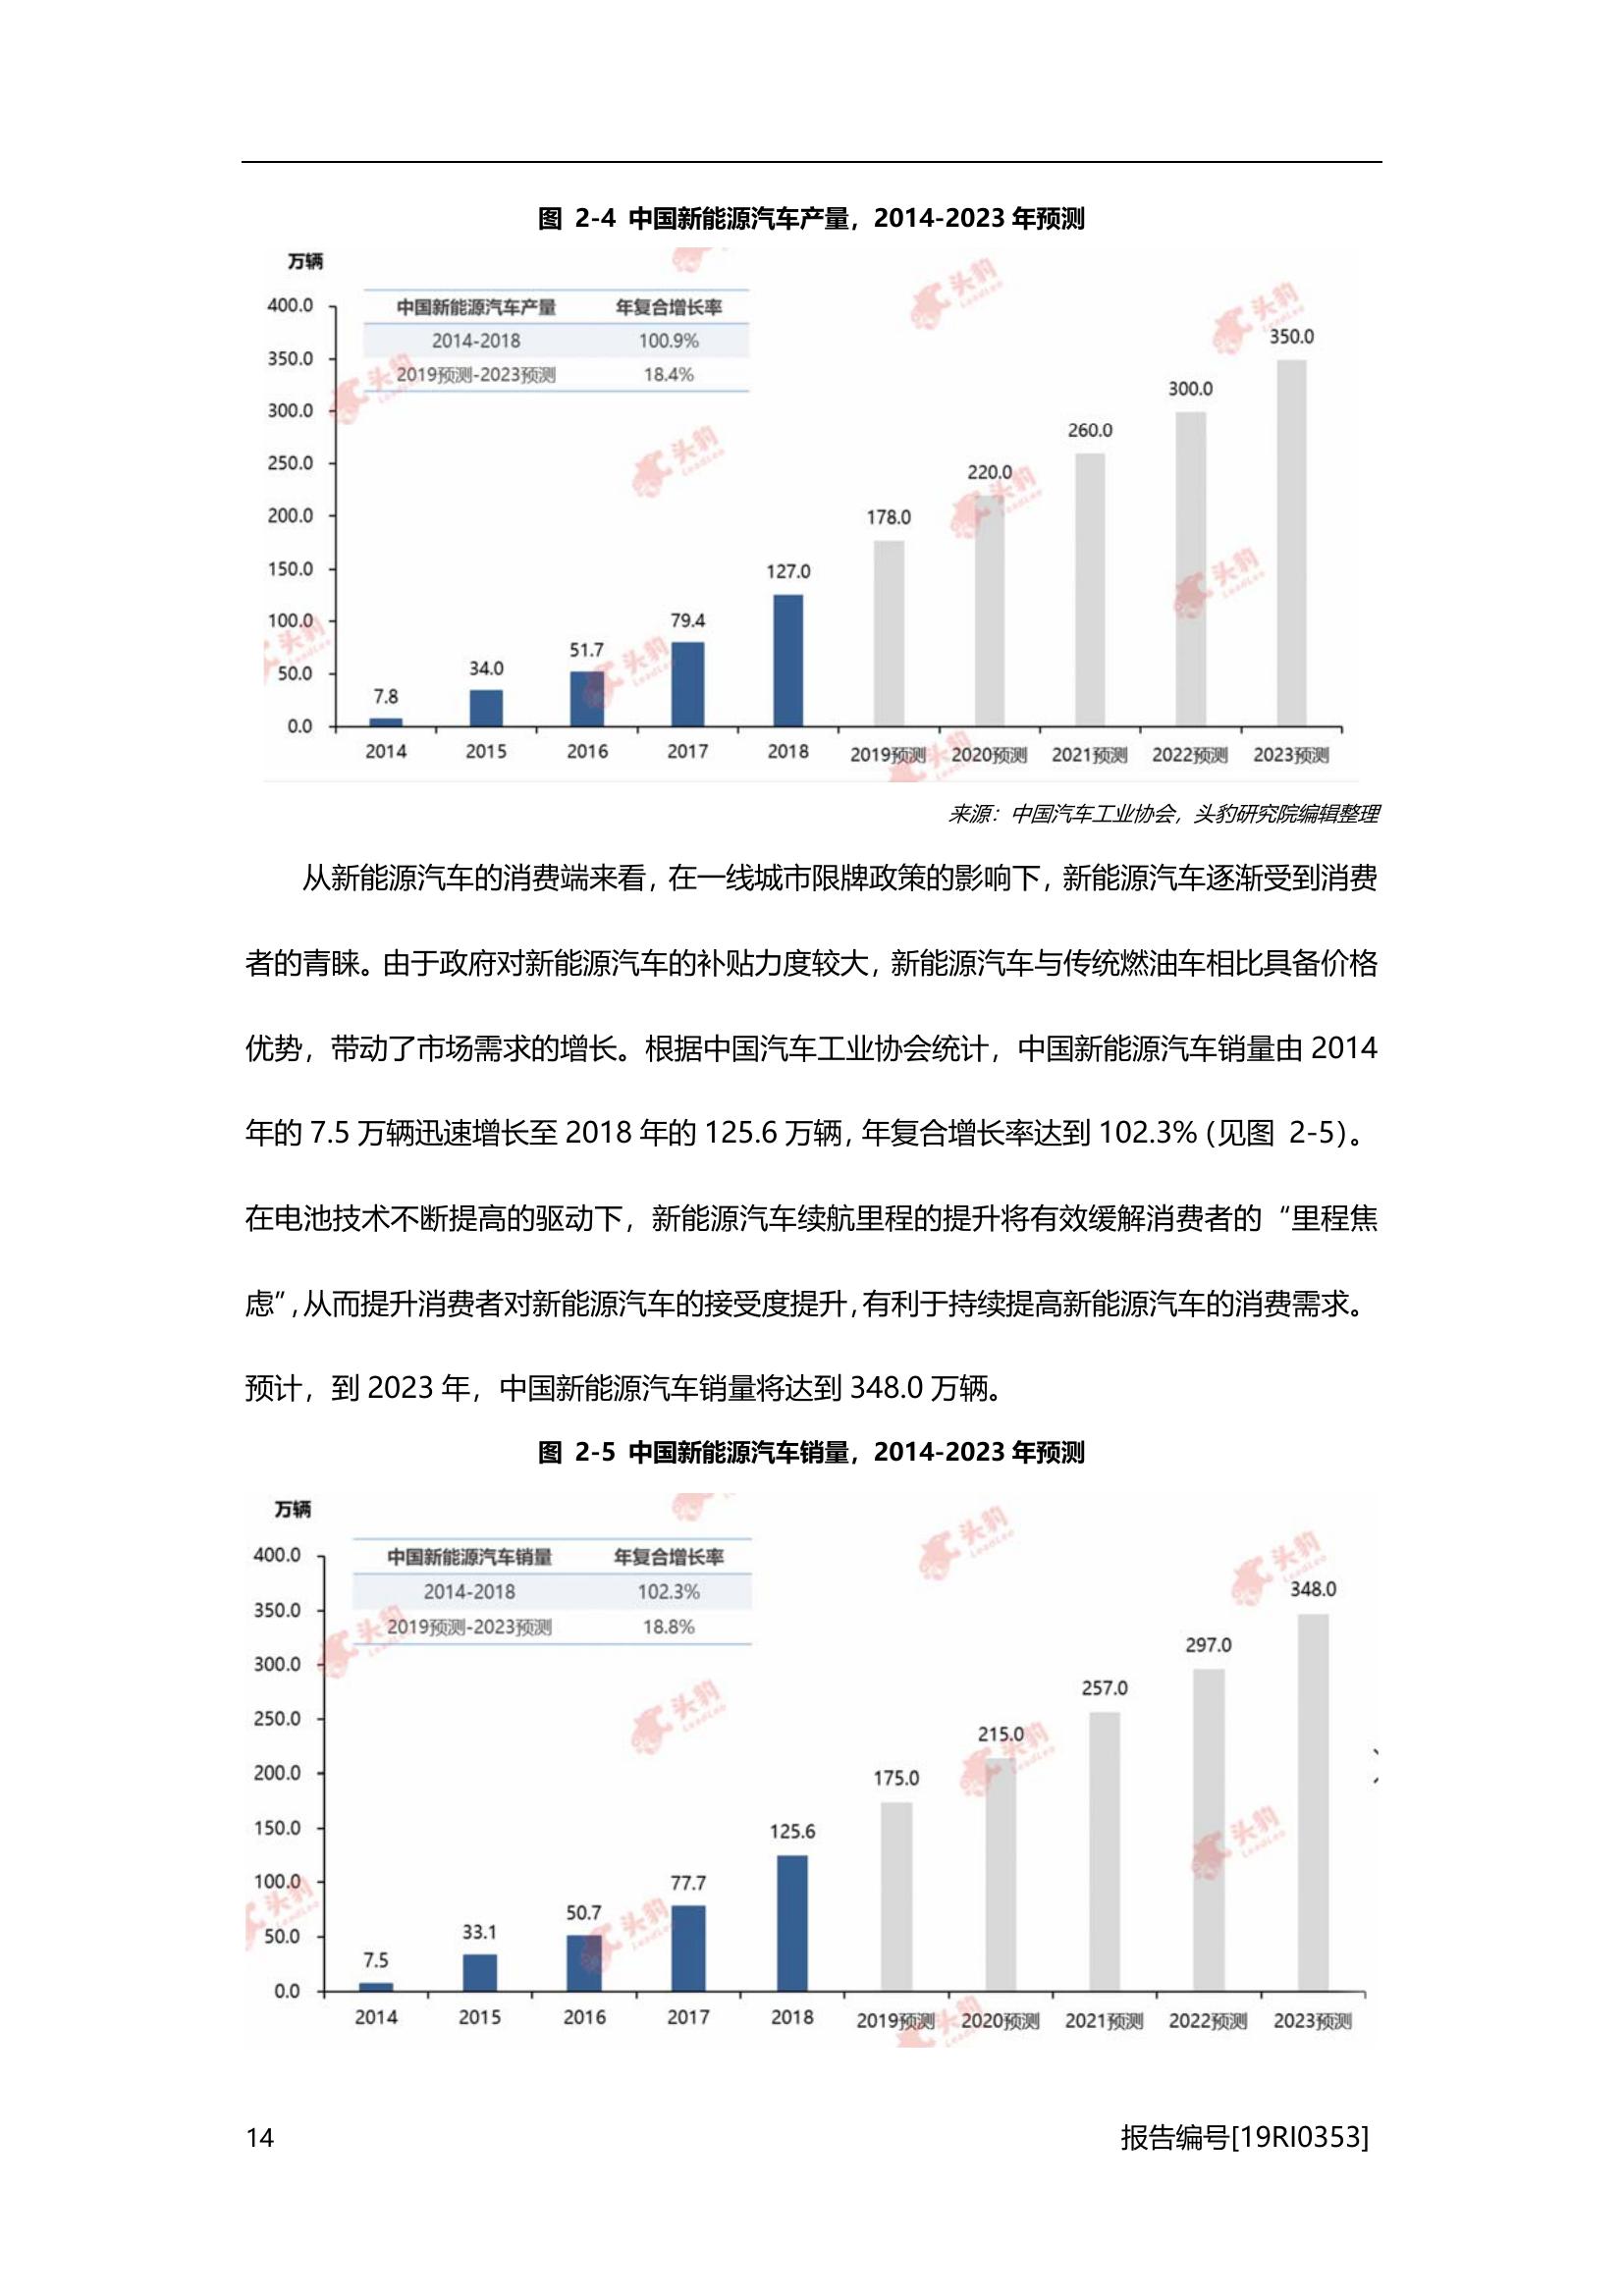 图 2-4 中国新能源汽车产量，2014-2023 年预测
万辆
中国新能源汽车产量 年复合增长率
2014-2018 100.9%
2019预测-2023预测 18.4%
400.0
350.0
300.0
250.0
200.0
150.0
100.0
50.0
0.0
7.8 34.0 51.7 79.4 127.0 178.0 220.0 260.0 300.0 350.0
2014 2015 2016 2017 2018 2019预测 2020预测 2021预测 2022预测 2023预测
来源：中国汽车工业协会，头豹研究院编辑整理
从新能源汽车的消费端来看，在一线城市限牌政策的影响下，新能源汽车逐渐受到消费
者的青睐。由于政府对新能源汽车的补贴力度较大，新能源汽车与传统燃油车相比具备价格
优势，带动了市场需求的增长。根据中国汽车工业协会统计，中国新能源汽车销量由 2014
年的 7.5 万辆迅速增长至 2018 年的 125.6 万辆，年复合增长率达到 102.3%（见图 2-5）。
在电池技术不断提高的驱动下，新能源汽车续航里程的提升将有效缓解消费者的“里程焦
虑”，从而提升消费者对新能源汽车的接受度提升，有利于持续提高新能源汽车的消费需求。
预计，到 2023 年，中国新能源汽车销量将达到 348.0 万辆。
图 2-5 中国新能源汽车销量，2014-2023 年预测
万辆
中国新能源汽车销量 年复合增长率
2014-2018 102.3%
2019预测-2023预测 18.8%
400.0
350.0
300.0
250.0
200.0
150.0
100.0
50.0
0.0
7.5 33.1 50.7 77.7 125.6 175.0 215.0 257.0 297.0 348.0
2014 2015 2016 2017 2018 2019预测 2020预测 2021预测 2022预测 2023预测
头豹
LeadLeo
14 报告编号[19RI0353]